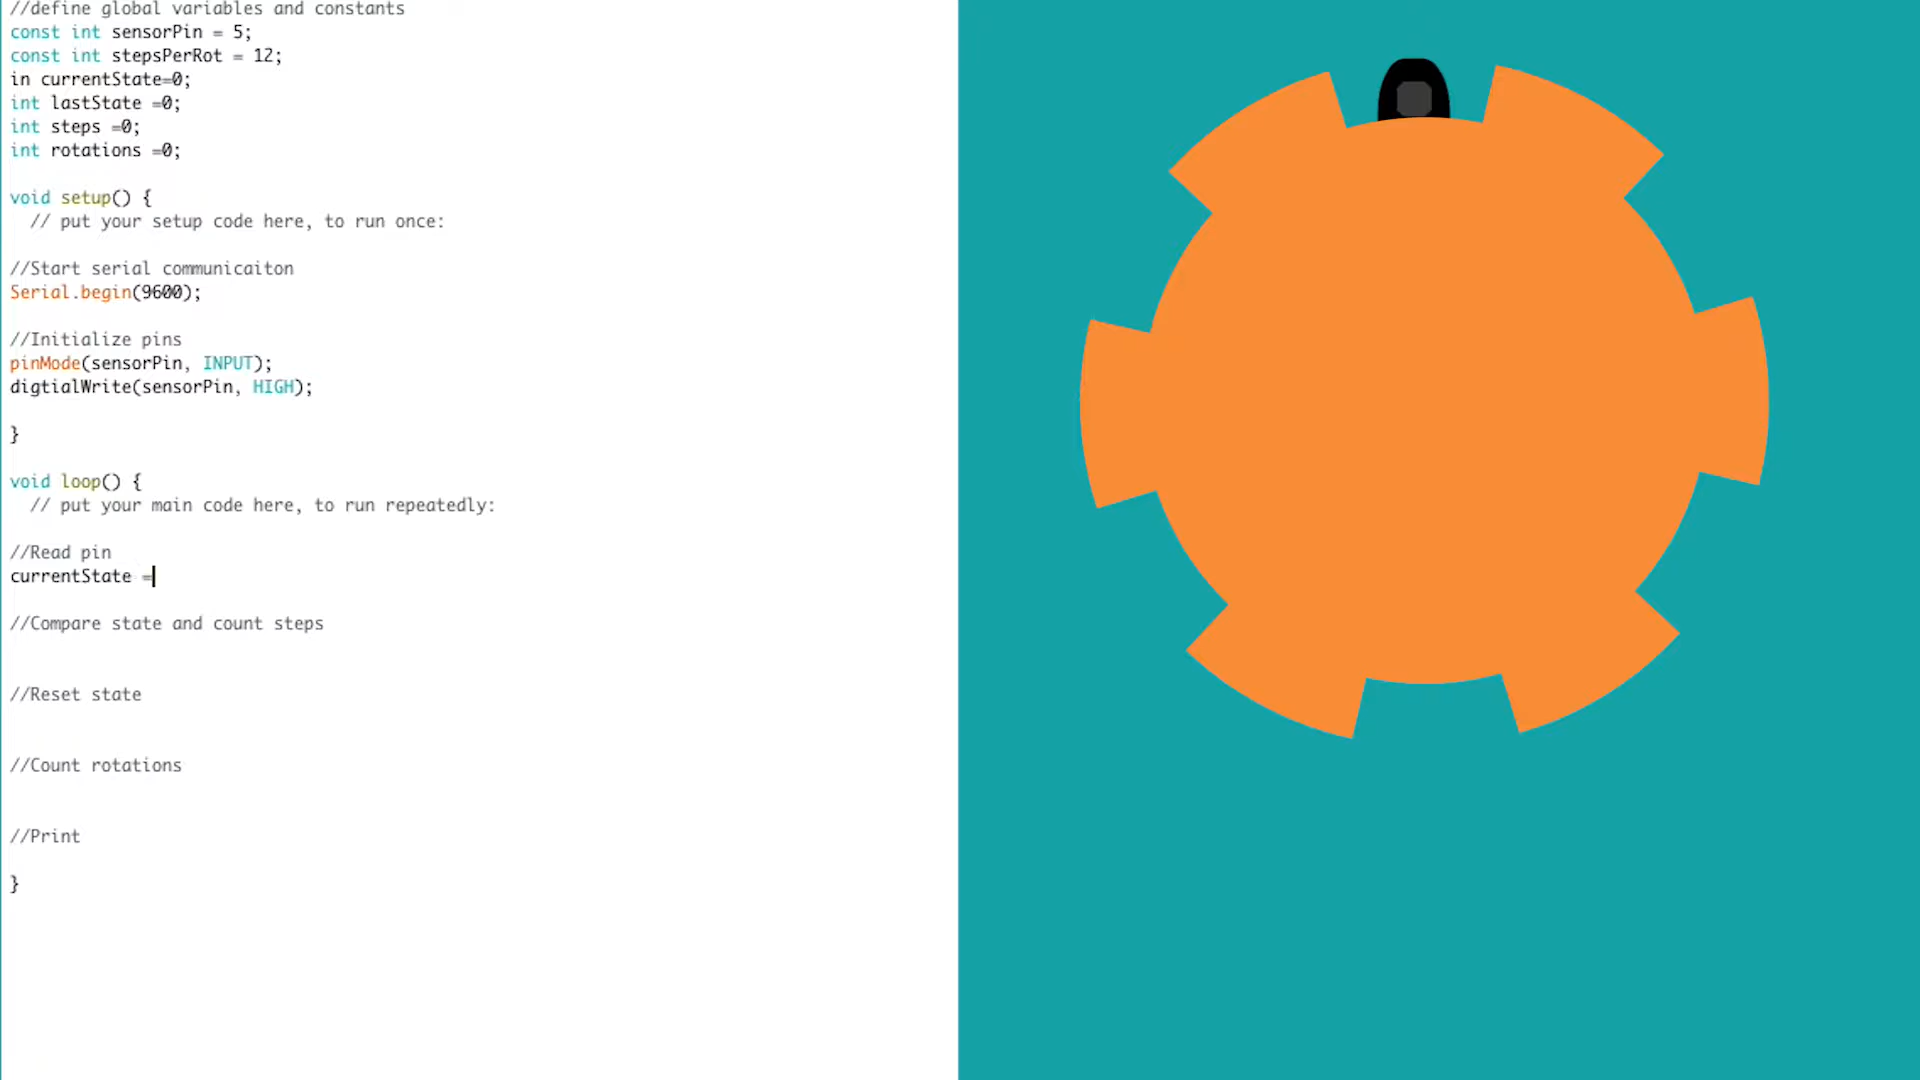 //define global variables and constants
const int sensorPin = 5;
const int stepsPerRot = 12;
in currentState=0;
int lastState =0;
int steps =0;
int rotations =0;
void setup() {
// put your setup code here, to run once:
//Start serial communicaiton
Serial.begin(9600);
//Initialize pins
pinMode(sensorPin, INPUT);
digtialWrite(sensorPin, HIGH);
}
void loop() {
// put your main code here, to run repeatedly:
//Read pin
currentState =
//Compare state and count steps
//Reset state
//Count rotations
//Print
}